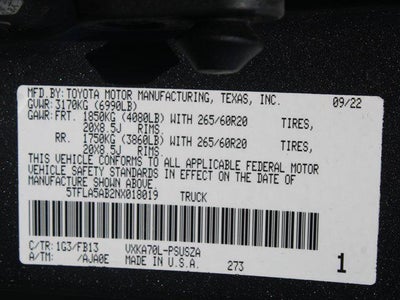 MFD.BY:TOYOTA MOTOR MANUFACTURING, TEXAS, INC. 09/22
GVWR:3170KG (6990LB)
GAWR:FRT. 1850KG (4080LB) WITH 265/60R20 TIRES,
20X8.5J RIMS.
RR. 1750KG (3860LB) WITH 265/60R20 TIRES,
20X8.5J RIMS.
THIS VEHICLE CONFORMS TO ALL APPLICABLE FEDERAL MOTOR
VEHICLE SAFETY STANDARDS IN EFFECT ON THE DATE OF
MANUFACTURE SHOWN ABOVE.
5TFLA5AB2NX018019 TRUCK
C/TR:1G3/FB13 VXKA70L-PSUSZA
A/TM: /AJA0E MADE IN U.S.A. 273 1